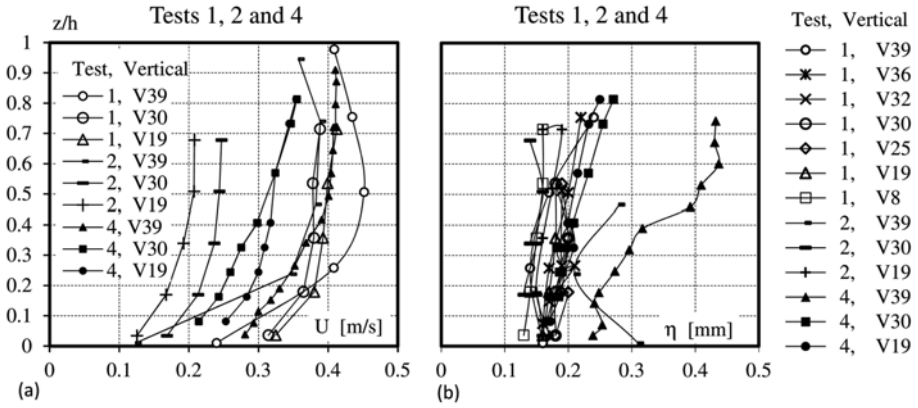 Tests 1, 2 and 4
z/h
1
0.9
0.8
0.7
0.6
0.5
0.4
0.3
0.2
0.1
0
Test, Vertical
1, V39
1, V30
1, V19
2, V39
2, V30
2, V19
4, V39
4, V30
4, V19
U [m/s]
0 0.1 0.2 0.3 0.4 0.5
(a)
Tests 1, 2 and 4
η [mm]
0 0.1 0.2 0.3 0.4 0.5
(b)
Test, Vertical
1, V39
1, V36
1, V32
1, V30
1, V25
1, V19
1, V8
2, V39
2, V30
2, V19
4, V39
4, V30
4, V19